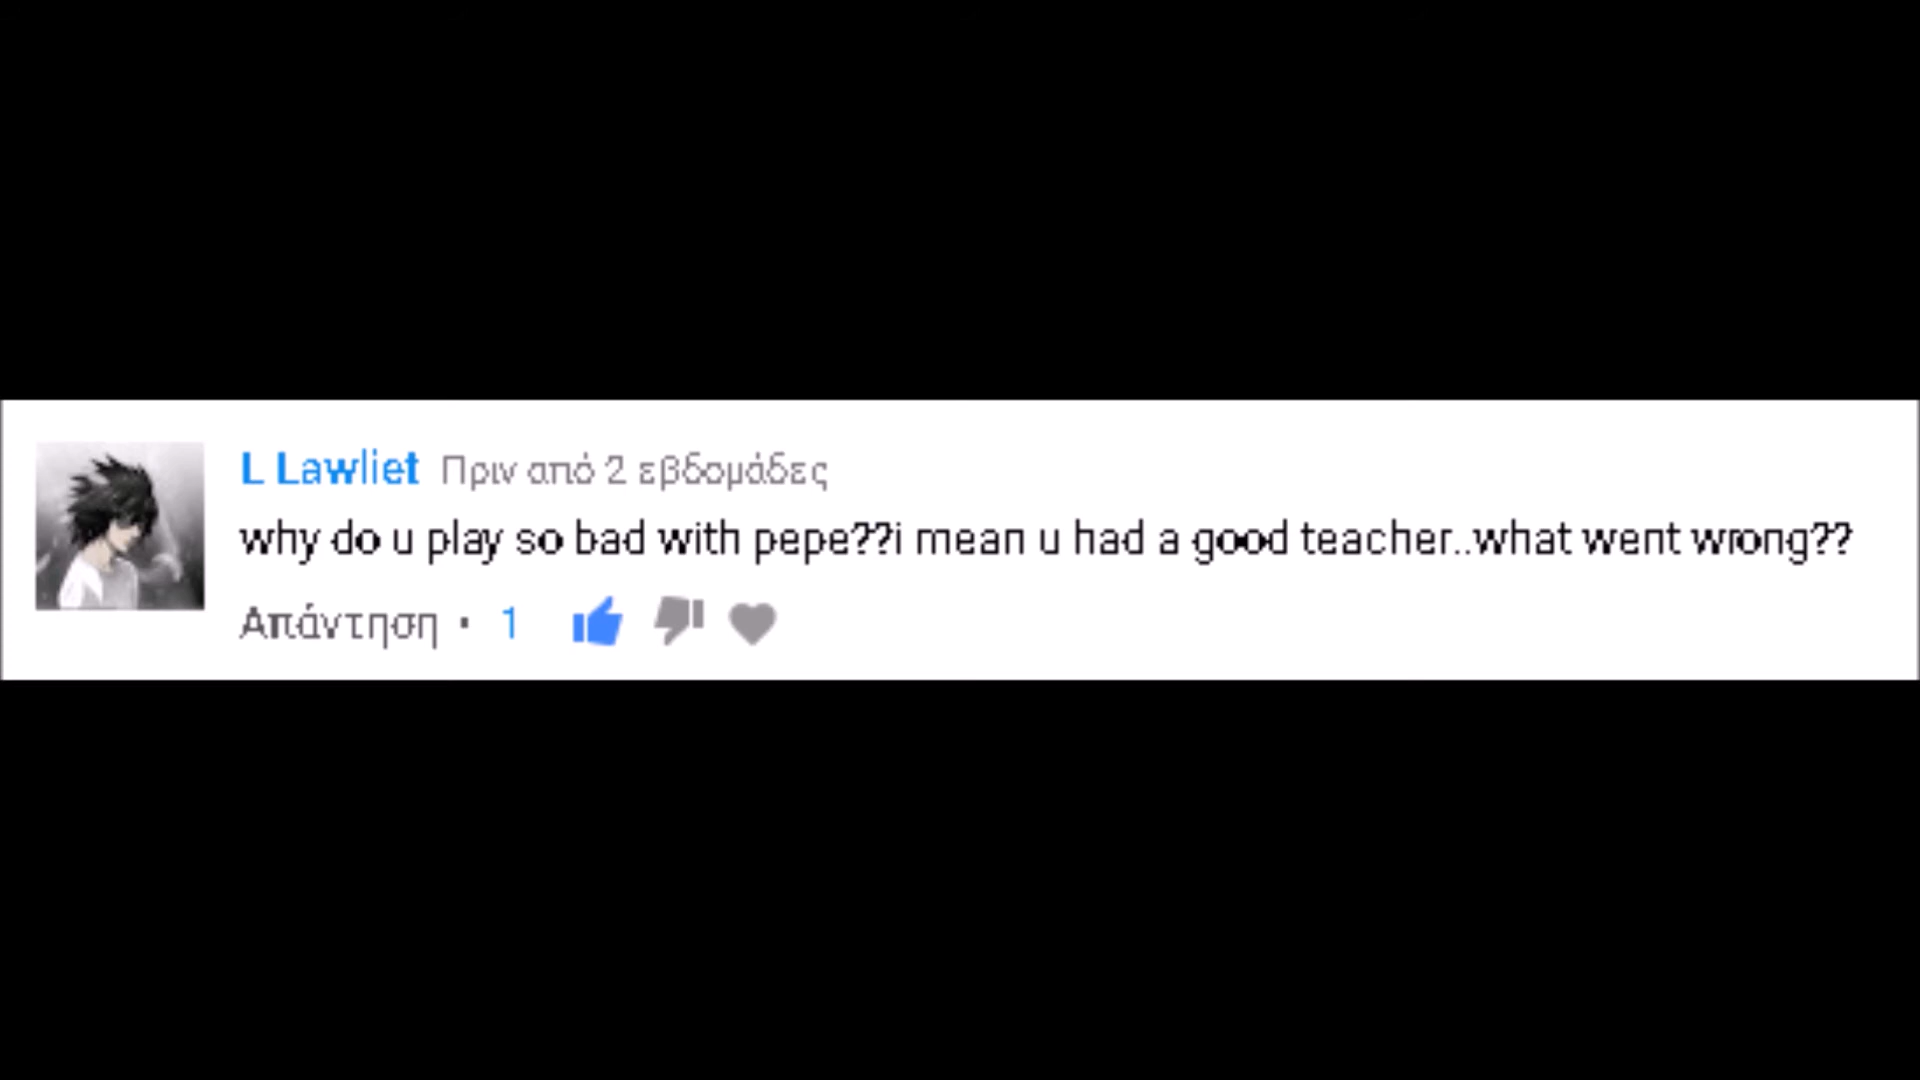 L Lawliet Πριν από 2 εβδομάδες
why do u play so bad with pepe??i mean u had a good teacher..what went wrong??
Απάντηση • 1